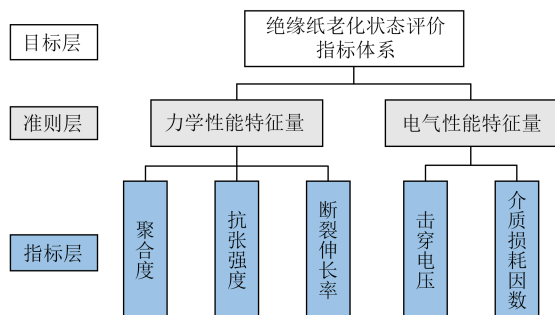 目标层
绝缘纸老化状态评价
指标体系
准则层
力学性能特征量
电气性能特征量
指标层
聚合度
抗张强度
断裂伸长率
击穿电压
介质损耗因数